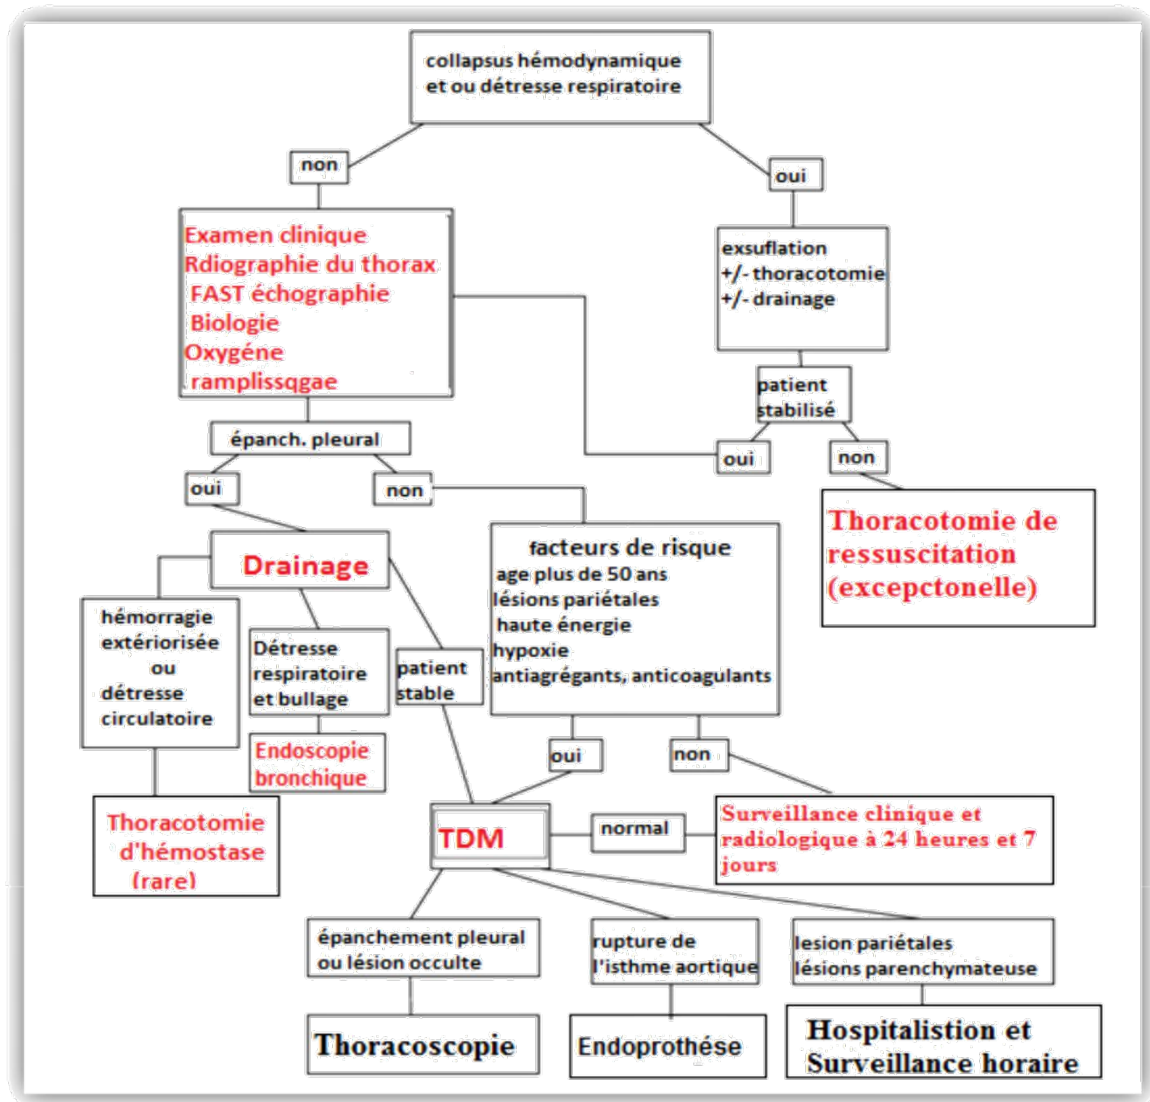 collapsus hémodynamique
et ou détresse respiratoire
non
oui
Examen clinique
Rdiographie du thorax
FAST échographie
Biologie
Oxygéne
ramplissqgae
exsuflation
+/- thoracotomie
+/- drainage
patient
stabilisé
oui
non
épanch. pleural
oui
non
Thoracotomie de
ressuscitation
(excepctonelle)
Drainage
facteurs de risque
age plus de 50 ans
lésions pariétales
haute énergie
hypoxie
antiagrégants, anticoagulants
hémorragie
extériorisée
ou
détresse
circulatoire
Détresse
respiratoire
et bullage
patient
stable
oui
non
Endoscopie
bronchique
Thoracotomie
d'hémostase
(rare)
TDM
normal
Surveillance clinique et
radiologique à 24 heures et 7
jours
épanchement pleural
ou lésion occulte
rupture de
l'isthme aortique
lesion pariétales
lésions parenchymateuse
Thoracoscopie
Endoprothése
Hospitalistion et
Surveillance horaire